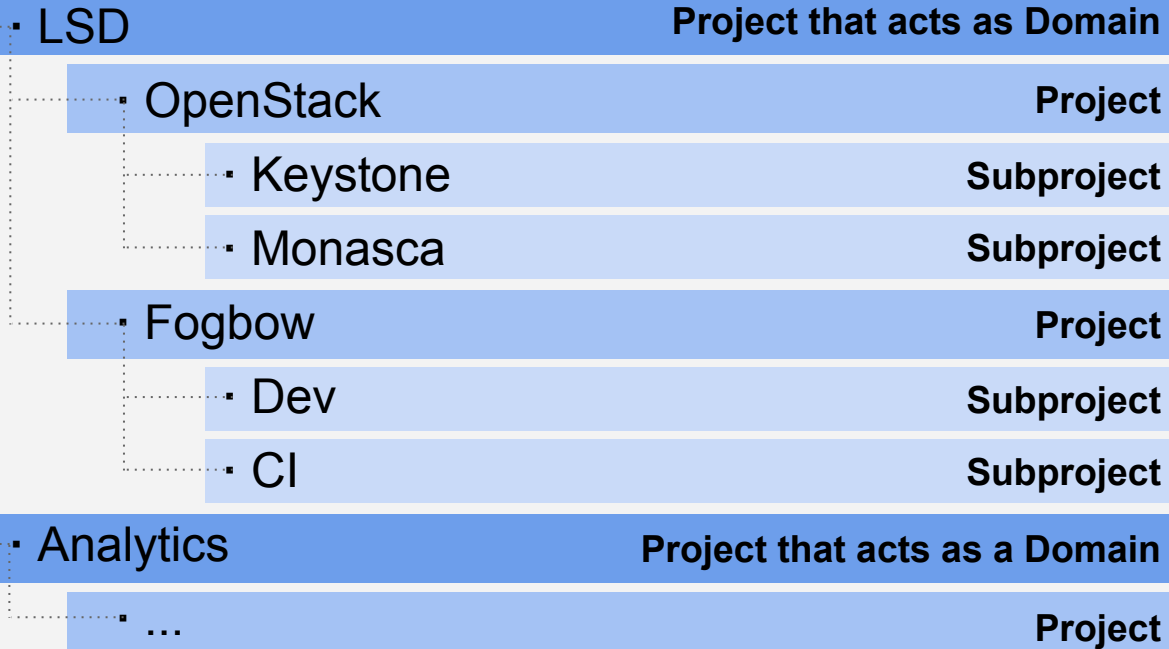 LSD Project that acts as Domain
OpenStack Project
Keystone Subproject
Monasca Subproject
Fogbow Project
Dev Subproject
CI Subproject
Analytics Project that acts as a Domain
... Project